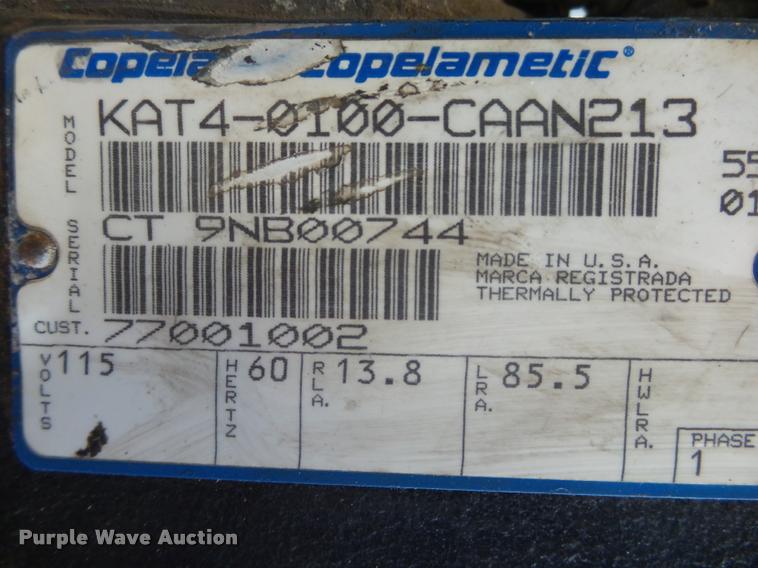 Copelametic®
MODEL KAT4-0100-CAAN213
55
01
SERIAL CT 9NB00744
MADE IN U.S.A.
MARCA REGISTRADA
THERMALLY PROTECTED
CUST. 77001002
VOLTS 115 HERTZ 60 RLA. 13.8 LRA. 85.5 HWLRA.
PHASE
1
Purple Wave Auction